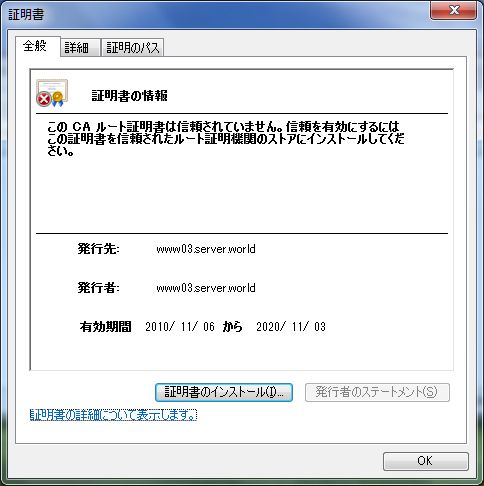 証明書
全般
詳細
証明のパス
証明書の情報
この CA ルート証明書は信頼されていません。信頼を有効にするには
この証明書を信頼されたルート証明機関のストアにインストールしてくだ
さい。
発行先: www03.server.world
発行者: www03.server.world
有効期間 2010/ 11/ 06 から 2020/ 11/ 03
証明書のインストール(I)...
発行者のステートメント(S)
証明書の詳細について表示します。
OK